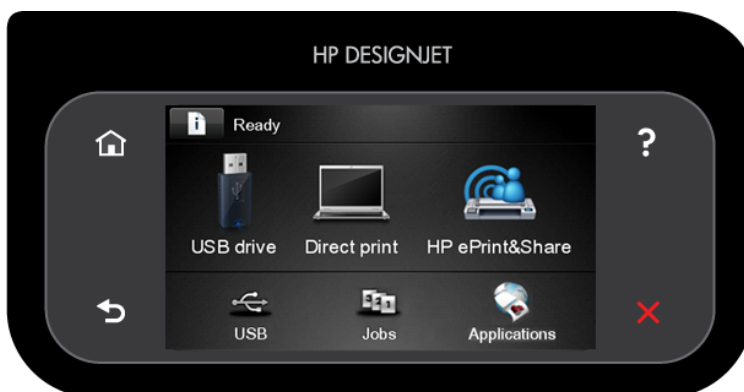 HP DESIGNJET
Ready
USB drive Direct print HP ePrint&Share
USB Jobs Applications